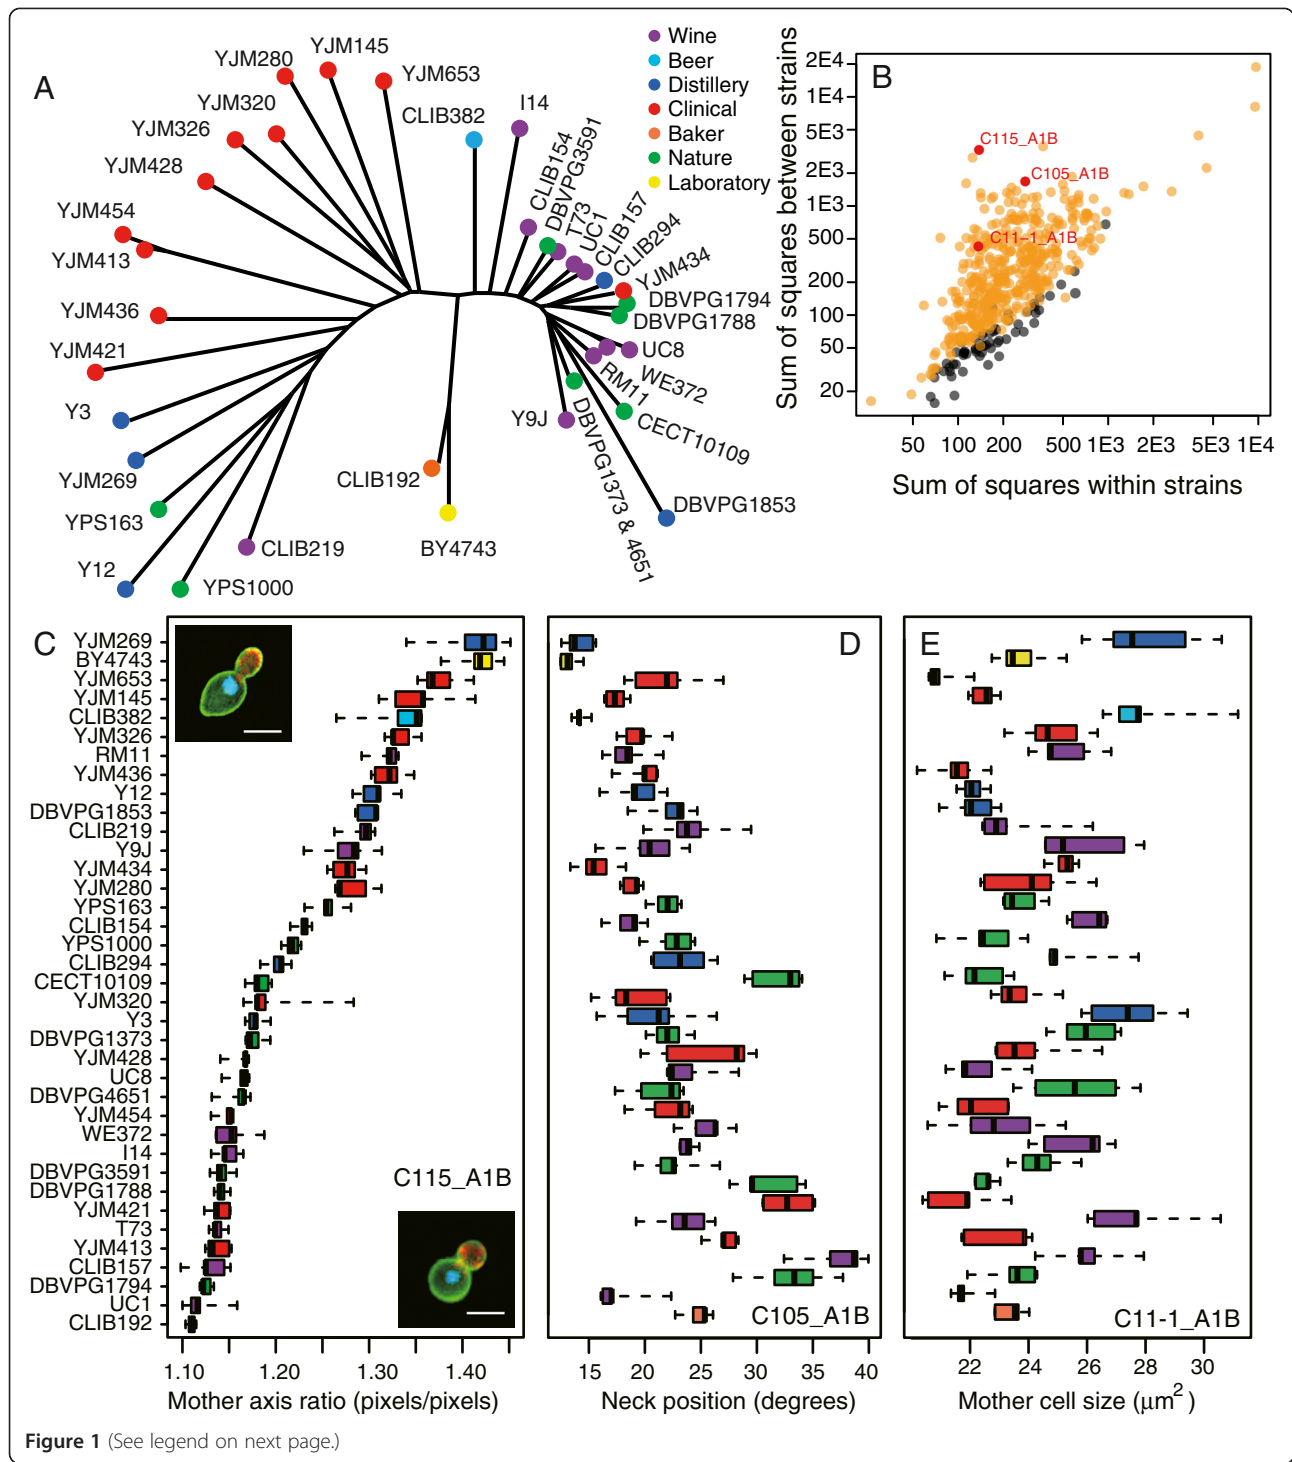 A
YJM280
YJM145
YJM653
YJM320
YJM326
CLIB382
I14
YJM428
CLIB154
DBVPG3591
T73
UC1
CLIB157
CLIB294
YJM434
YJM454
YJM413
DBVPG1794
DBVPG1788
YJM436
YJM421
UC8
WE372
RM11
Y3
Y9J
CECT10109
YJM269
CLIB192
DBVPG1373 & 4651
DBVPG1853
YPS163
CLIB219
BY4743
Y12
YPS1000
Wine
Beer
Distillery
Clinical
Baker
Nature
Laboratory
B
Sum of squares between strains
2E4
1E4
5E3
2E3
1E3
500
200
100
50
20
C115_A1B
C105_A1B
C11-1_A1B
50 100 200 500 1E3 2E3 5E3 1E4
Sum of squares within strains
C
YJM269
BY4743
YJM653
YJM145
CLIB382
YJM326
RM11
YJM436
Y12
DBVPG1853
CLIB219
Y9J
YJM434
YJM280
YPS163
CLIB154
YPS1000
CLIB294
CECT10109
YJM320
Y3
DBVPG1373
YJM428
UC8
DBVPG4651
YJM454
WE372
I14
DBVPG3591
DBVPG1788
YJM421
T73
YJM413
CLIB157
DBVPG1794
UC1
CLIB192
C115_A1B
1.10 1.20 1.30 1.40
Mother axis ratio (pixels/pixels)
D
C105_A1B
15 20 25 30 35 40
Neck position (degrees)
E
C11-1_A1B
22 24 26 28 30
Mother cell size (μm²)
Figure 1 (See legend on next page.)